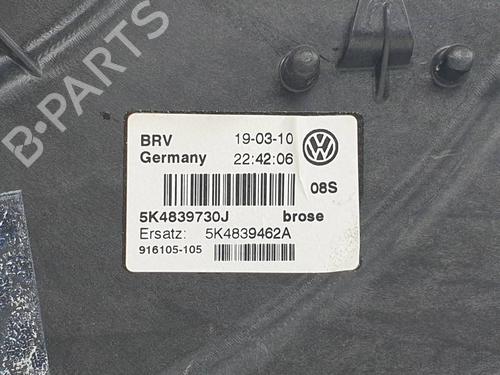 B-PARTS
BRV 19-03-10
Germany 22:42:06
08S
5K4839730J brose
Ersatz: 5K4839462A
916105-105